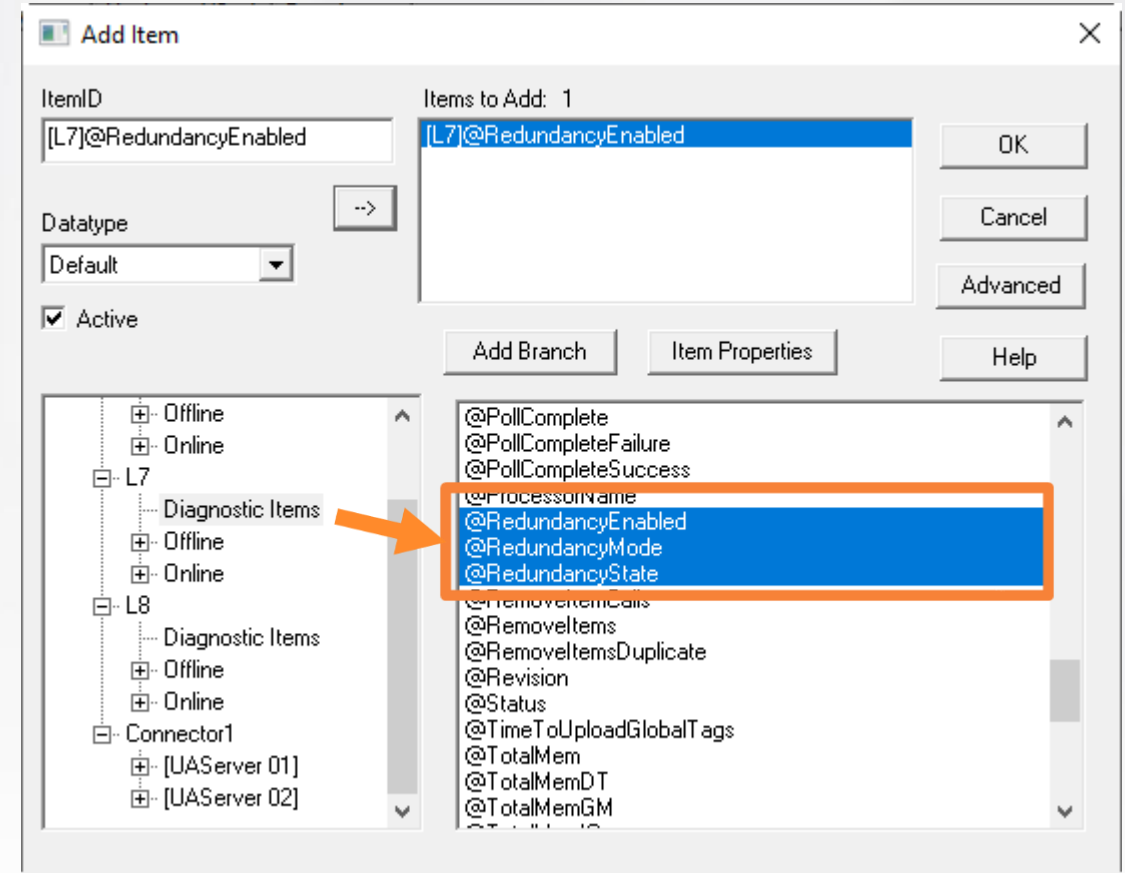 Add Item
ItemID
Items to Add: 1
[L7]@RedundancyEnabled
[L7]@RedundancyEnabled
OK
-->
Cancel
Datatype
Default
Advanced
Active
Add Branch
Item Properties
Help
Offline
Online
L7
Diagnostic Items
Offline
Online
L8
Diagnostic Items
Offline
Online
Connector1
[UAServer 01]
[UAServer 02]
@PollComplete
@PollCompleteFailure
@PollCompleteSuccess
@ProcessorName
@RedundancyEnabled
@RedundancyMode
@RedundancyState
@RemoveItemCalls
@RemoveItems
@RemoveItemsDuplicate
@Revision
@Status
@TimeToUploadGlobalTags
@TotalMem
@TotalMemDT
@TotalMemGM